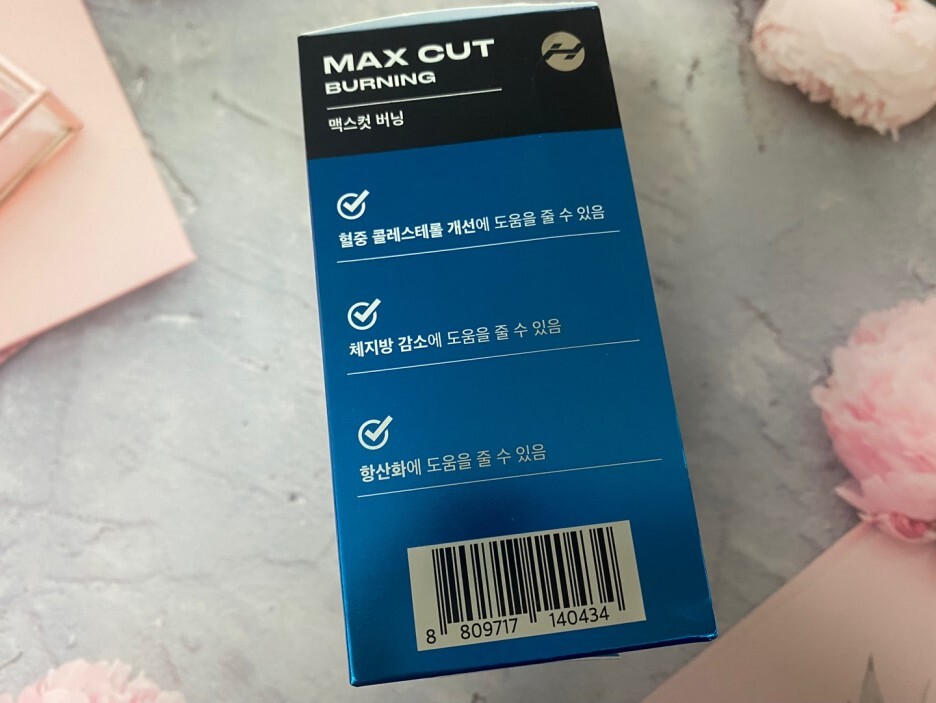 MAX CUT
BURNING
맥스컷 버닝
혈중 콜레스테롤 개선에 도움을 줄 수 있음
체지방 감소에 도움을 줄 수 있음
항산화에 도움을 줄 수 있음
8 809717 140434